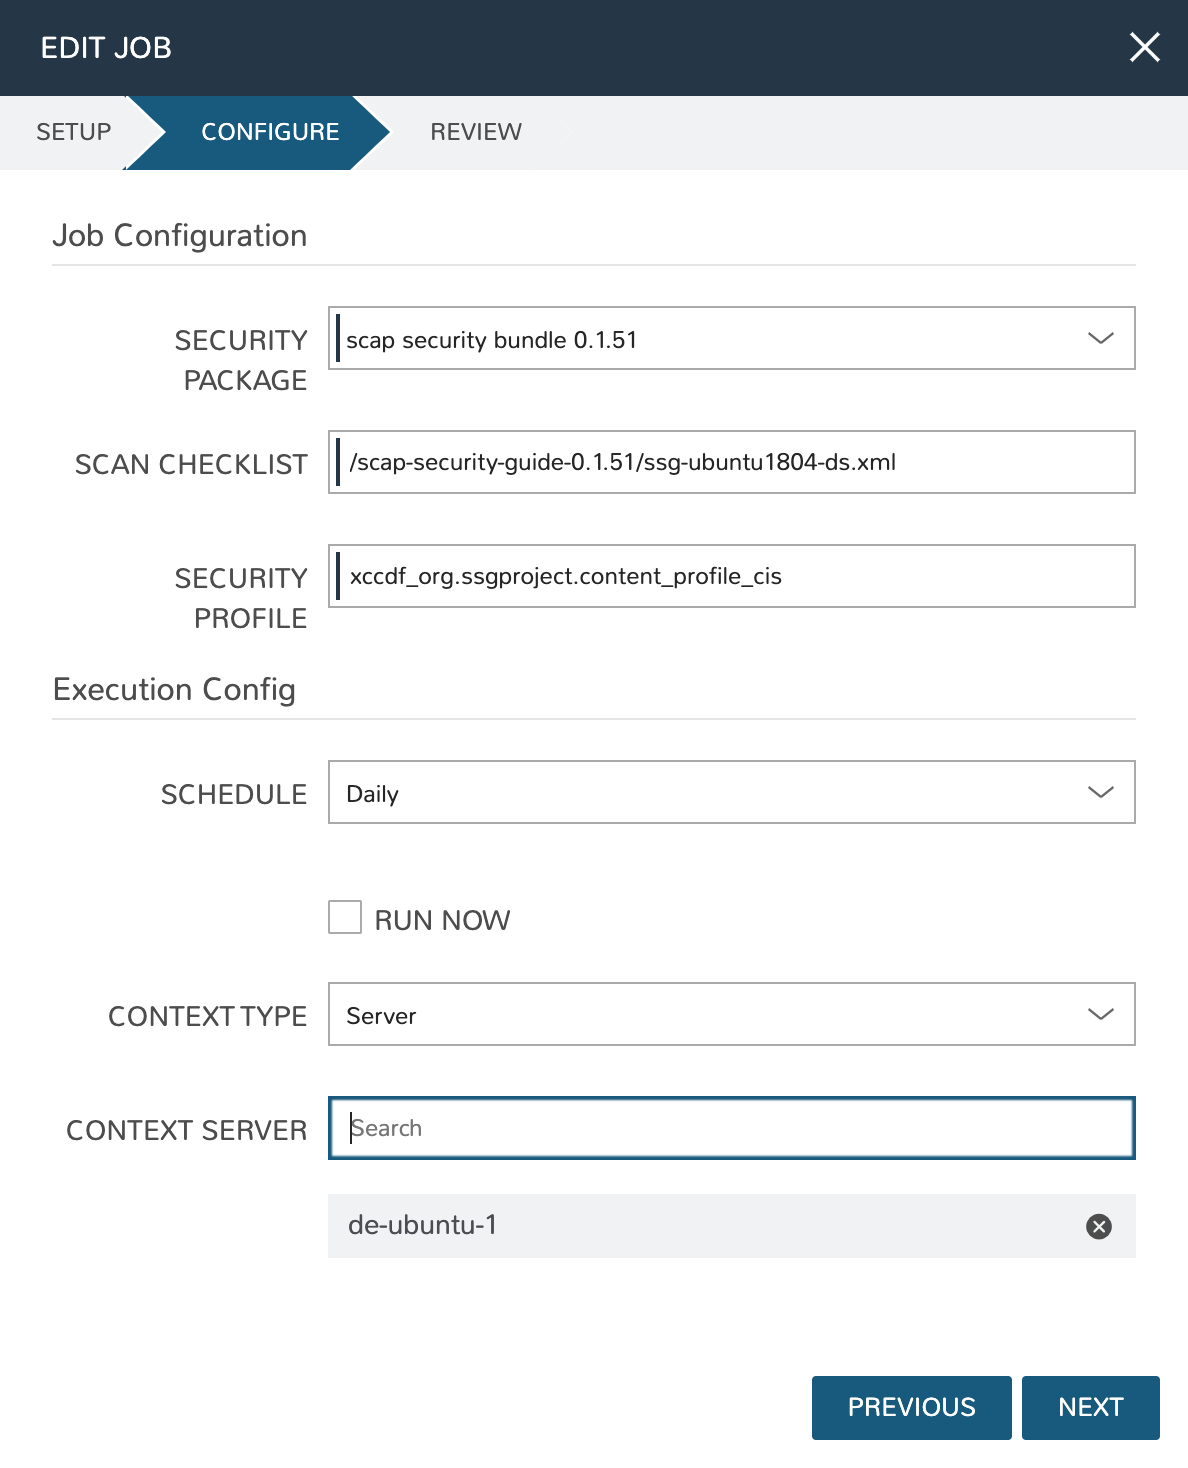 EDIT JOB
SETUP
CONFIGURE
REVIEW
Job Configuration
SECURITY
PACKAGE
scap security bundle 0.1.51
SCAN CHECKLIST
/scap-security-guide-0.1.51/ssg-ubuntu1804-ds.xml
SECURITY
PROFILE
xccdf_org.ssgproject.content_profile_cis
Execution Config
SCHEDULE
Daily
RUN NOW
CONTEXT TYPE
Server
CONTEXT SERVER
Search
de-ubuntu-1
PREVIOUS
NEXT